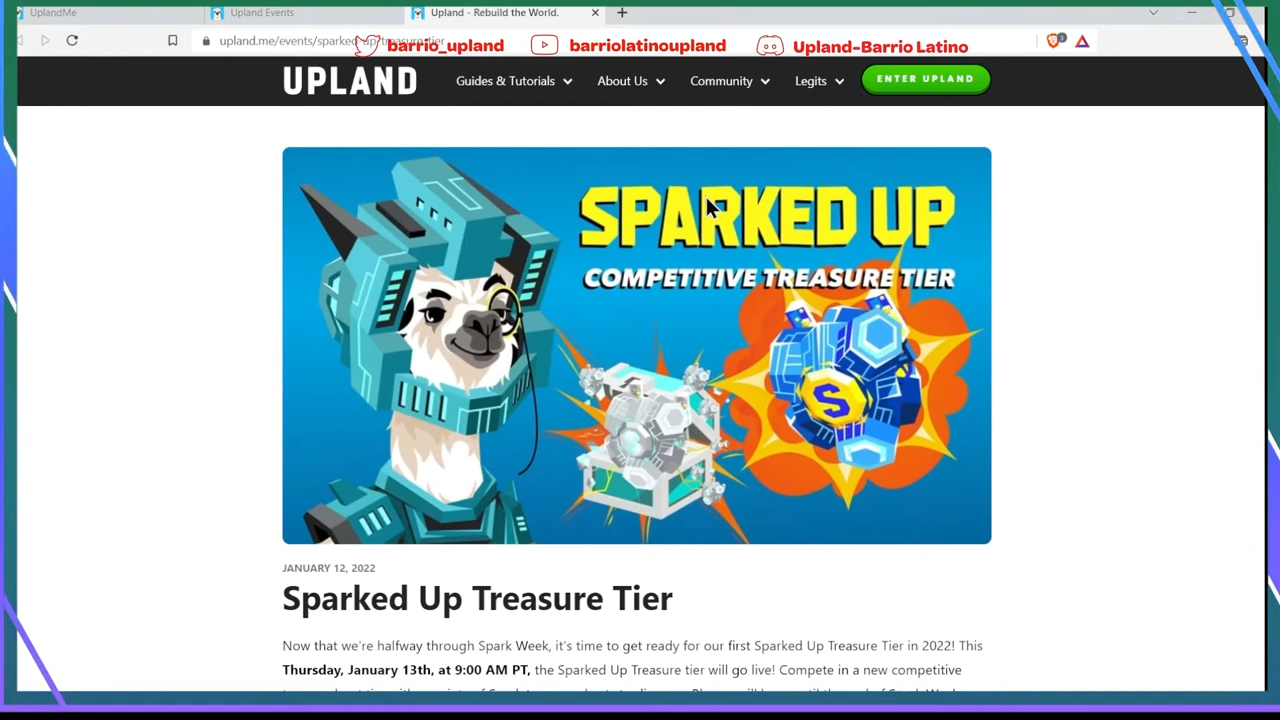 UplandMe
Upland Events
Upland - Rebuild the World.
upland.me/events/sparked-up-treasure-tier
barrio_upland
barriolatinoupland
Upland-Barrio Latino
UPLAND
Guides & Tutorials
About Us
Community
Legits
ENTER UPLAND
SPARKED UP
COMPETITIVE TREASURE TIER
S
JANUARY 12, 2022
Sparked Up Treasure Tier
Now that we're halfway through Spark Week, it's time to get ready for our first Sparked Up Treasure Tier in 2022! This
Thursday, January 13th, at 9:00 AM PT, the Sparked Up Treasure tier will go live! Compete in a new competitive